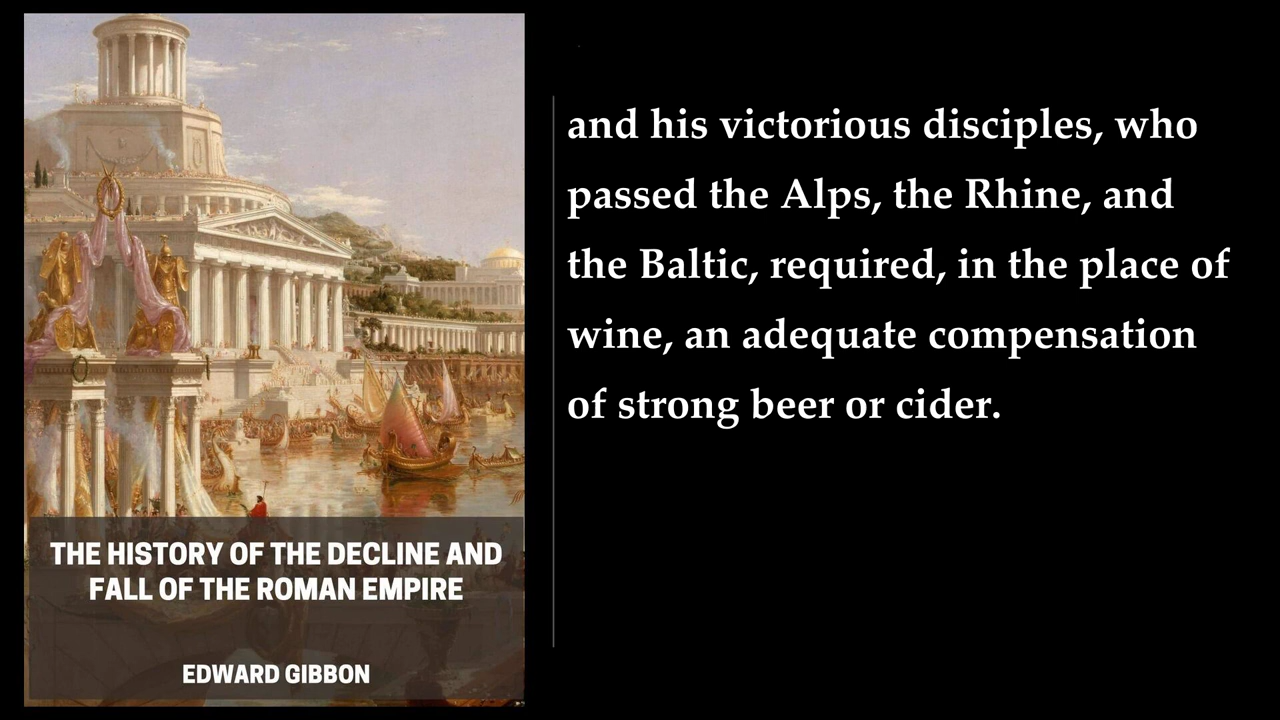 THE HISTORY OF THE DECLINE AND
FALL OF THE ROMAN EMPIRE
EDWARD GIBBON
and his victorious disciples, who
passed the Alps, the Rhine, and
the Baltic, required, in the place of
wine, an adequate compensation
of strong beer or cider.